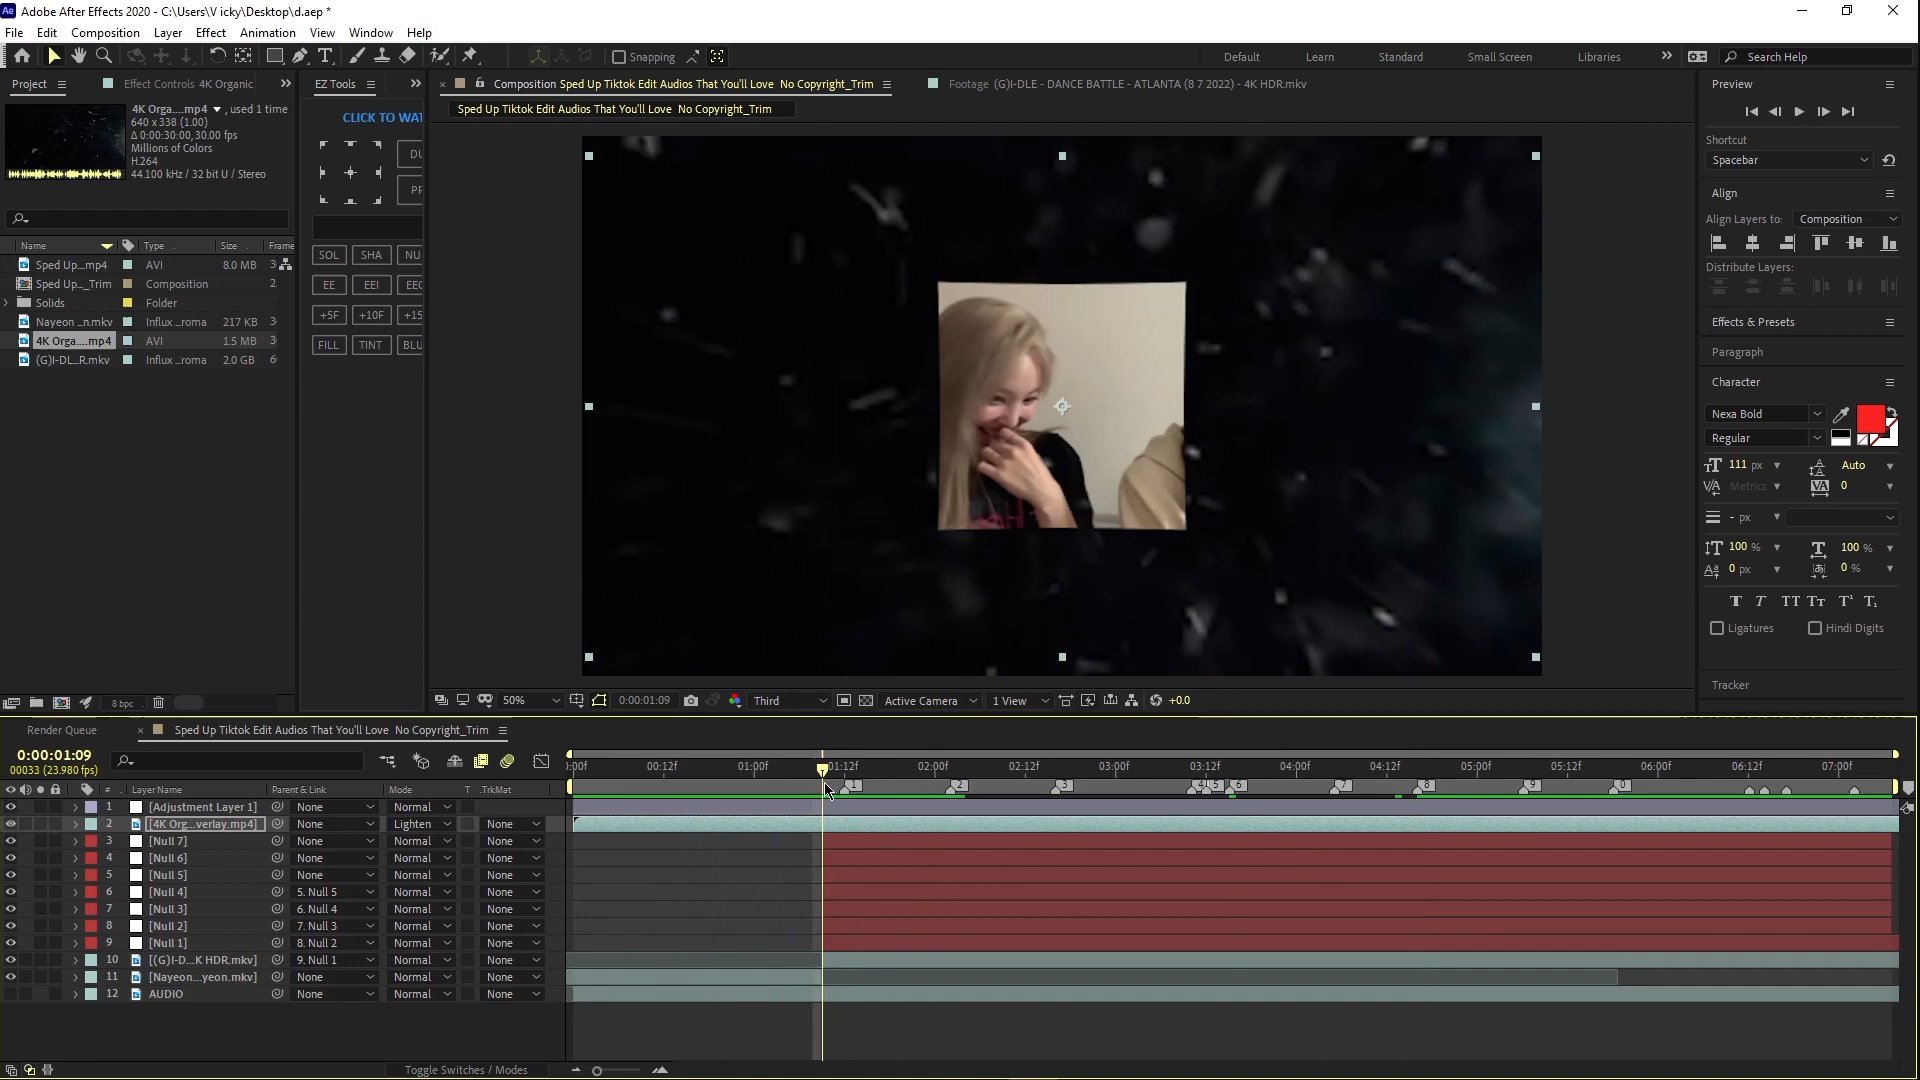 Adobe After Effects 2020 - C:\Users\V icky\Desktop\d.aep *
File Edit Composition Layer Effect Animation View Window Help
Snapping
Default Learn Standard Small Screen Libraries
Search Help
Project
Effect Controls 4K Organic
EZ Tools
Composition Sped Up Tiktok Edit Audios That You'll Love No Copyright_Trim
Footage (G)I-DLE - DANCE BATTLE - ATLANTA (8 7 2022) - 4K HDR.mkv
Sped Up Tiktok Edit Audios That You'll Love No Copyright_Trim
4K Orga....mp4, used 1 time
640 x 338 (1.00)
Δ 0:00:30:00, 30.00 fps
Millions of Colors
H.264
44.100 kHz / 32 bit U / Stereo
Name Type Size Frame
Sped Up...mp4 AVI 8.0 MB
Sped Up..._Trim Composition
Solids Folder
Nayeon ...n.mkv Influx ...roma 217 KB
4K Orga....mp4 AVI 1.5 MB
(G)I-DL...R.mkv Influx ...roma 2.0 GB
8 bpc
CLICK TO WAT
SOL SHA NU
EE EEI EEC
+5F +10F +15
FILL TINT BLU
50%
0:00:01:09
Third
Active Camera
1 View
+0.0
Preview
Shortcut
Spacebar
Align
Align Layers to: Composition
Distribute Layers:
Effects & Presets
Paragraph
Character
Nexa Bold
Regular
111 px Auto
Metrics 0
- px
100 % 100 %
0 px 0 %
Ligatures Hindi Digits
Tracker
Render Queue
Sped Up Tiktok Edit Audios That You'll Love No Copyright_Trim
0:00:01:09
00033 (23.980 fps)
):00f 00:12f 01:00f 01:12f 02:00f 02:12f 03:00f 03:12f 04:00f 04:12f 05:00f 05:12f 06:00f 06:12f 07:00f
1 2 3 4 5 6 7 8 9 0
# Layer Name Parent & Link Mode T .TrkMat
1 [Adjustment Layer 1] None Normal
2 [4K Org...verlay.mp4] None Lighten None
3 [Null 7] None Normal None
4 [Null 6] None Normal None
5 [Null 5] None Normal None
6 [Null 4] 5. Null 5 Normal None
7 [Null 3] 6. Null 4 Normal None
8 [Null 2] 7. Null 3 Normal None
9 [Null 1] 8. Null 2 Normal None
10 [(G)I-D...K HDR.mkv] 9. Null 1 Normal None
11 [Nayeon...yeon.mkv] None Normal None
12 AUDIO None Normal None
Toggle Switches / Modes